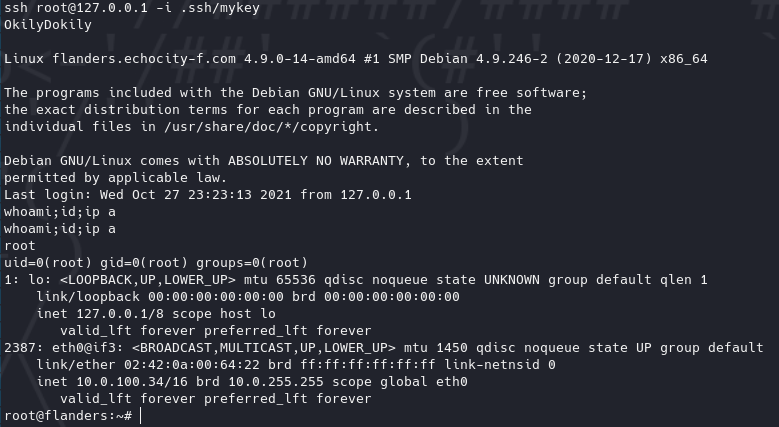 ssh root@127.0.0.1 -i .ssh/mykey
OkilyDokily
Linux flanders.echocity-f.com 4.9.0-14-amd64 #1 SMP Debian 4.9.246-2 (2020-12-17) x86_64
The programs included with the Debian GNU/Linux system are free software;
the exact distribution terms for each program are described in the
individual files in /usr/share/doc/*/copyright.
Debian GNU/Linux comes with ABSOLUTELY NO WARRANTY, to the extent
permitted by applicable law.
Last login: Wed Oct 27 23:23:13 2021 from 127.0.0.1
whoami;id;ip a
whoami;id;ip a
root
uid=0(root) gid=0(root) groups=0(root)
1: lo: <LOOPBACK,UP,LOWER_UP> mtu 65536 qdisc noqueue state UNKNOWN group default qlen 1
    link/loopback 00:00:00:00:00:00 brd 00:00:00:00:00:00
    inet 127.0.0.1/8 scope host lo
       valid_lft forever preferred_lft forever
2387: eth0@if3: <BROADCAST,MULTICAST,UP,LOWER_UP> mtu 1450 qdisc noqueue state UP group default
    link/ether 02:42:0a:00:64:22 brd ff:ff:ff:ff:ff:ff link-netnsid 0
    inet 10.0.100.34/16 brd 10.0.255.255 scope global eth0
       valid_lft forever preferred_lft forever
root@flanders:~#